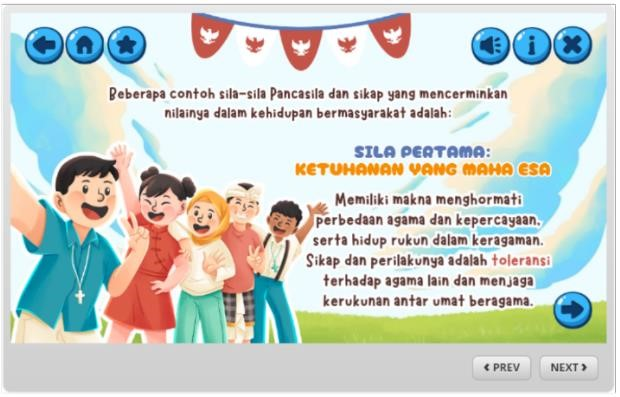 Beberapa contoh sila-sila Pancasila dan sikap yang mencerminkan
nilainya dalam kehidupan bermasyarakat adalah:
SILA PERTAMA:
KETUHANAN YANG MAHA ESA
Memiliki makna menghormati
perbedaan agama dan kepercayaan,
serta hidup rukun dalam keragaman.
Sikap dan perilakunya adalah toleransi
terhadap agama lain dan menjaga
kerukunan antar umat beragama.
PREV
NEXT